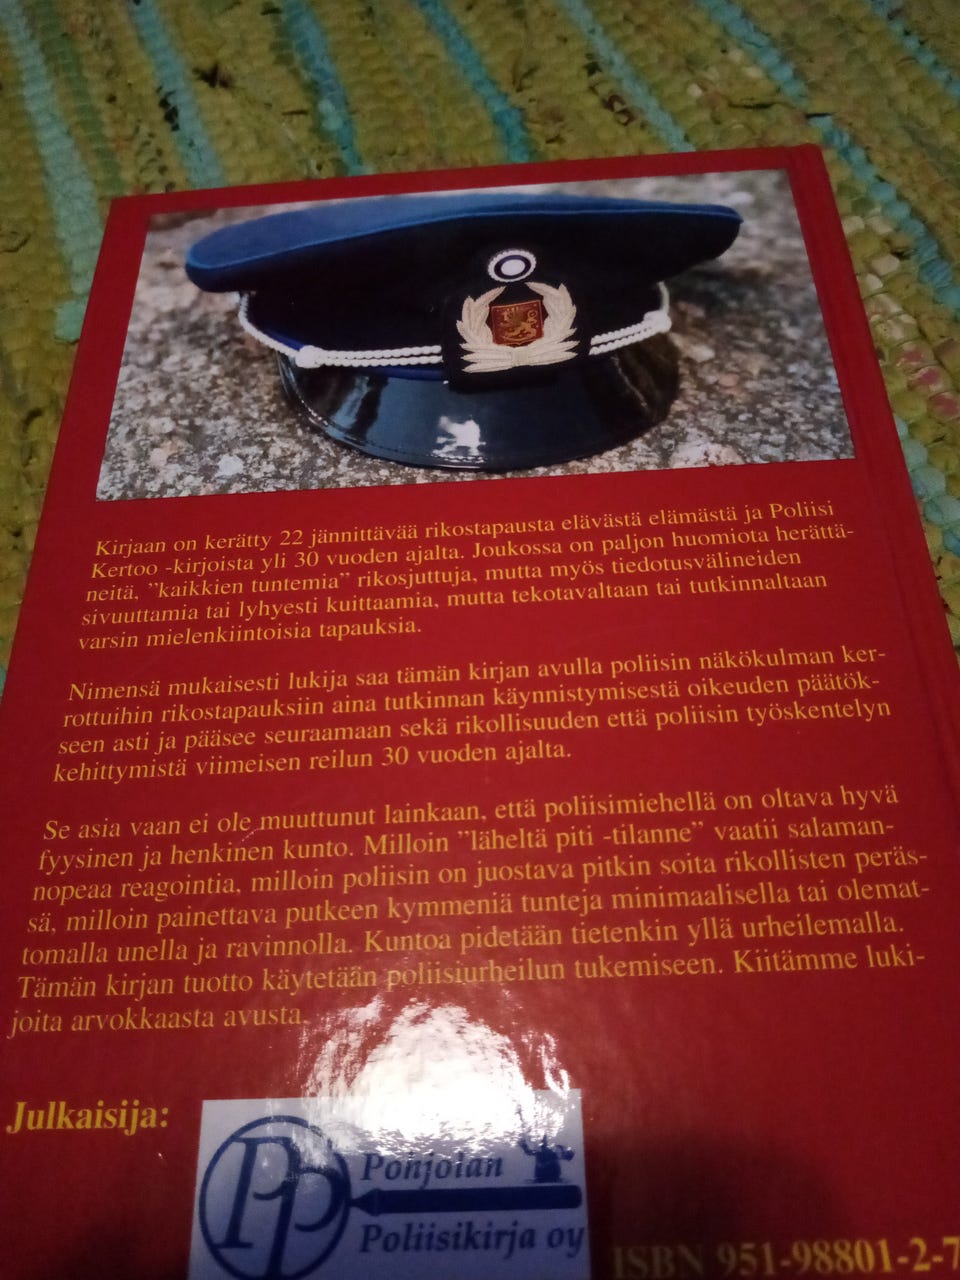 Kirjaan on kerätty 22 jännittävää rikostapausta elävästä elämästä ja Poliisi
Kertoo -kirjoista yli 30 vuoden ajalta. Joukossa on paljon huomiota herättä-
neitä, ”kaikkien tuntemia” rikosjuttuja, mutta myös tiedotusvälineiden
sivuuttamia tai lyhyesti kuittaamia, mutta tekotavaltaan tai tutkinnaltaan
varsin mielenkiintoisia tapauksia.
Nimensä mukaisesti lukija saa tämän kirjan avulla poliisin näkökulman ker-
rottuihin rikostapauksiin aina tutkinnan käynnistymisestä oikeuden päätök-
seen asti ja pääsee seuraamaan sekä rikollisuuden että poliisin työskentelyn
kehittymistä viimeisen reilun 30 vuoden ajalta.
Se asia vaan ei ole muuttunut lainkaan, että poliisimiehellä on oltava hyvä
fyysinen ja henkinen kunto. Milloin ”läheltä piti -tilanne” vaatii salaman-
nopeaa reagointia, milloin poliisin on juostava pitkin soita rikollisten peräs-
sä, milloin painettava putkeen kymmeniä tunteja minimaalisella tai olemat-
tomalla unella ja ravinnolla. Kuntoa pidetään tietenkin yllä urheilemalla.
Tämän kirjan tuotto käytetään poliisiurheilun tukemiseen. Kiitämme luki-
joita arvokkaasta avusta.
Julkaisija:
PP
Pohjolan
Poliisikirja oy
ISBN 951-98801-2-7